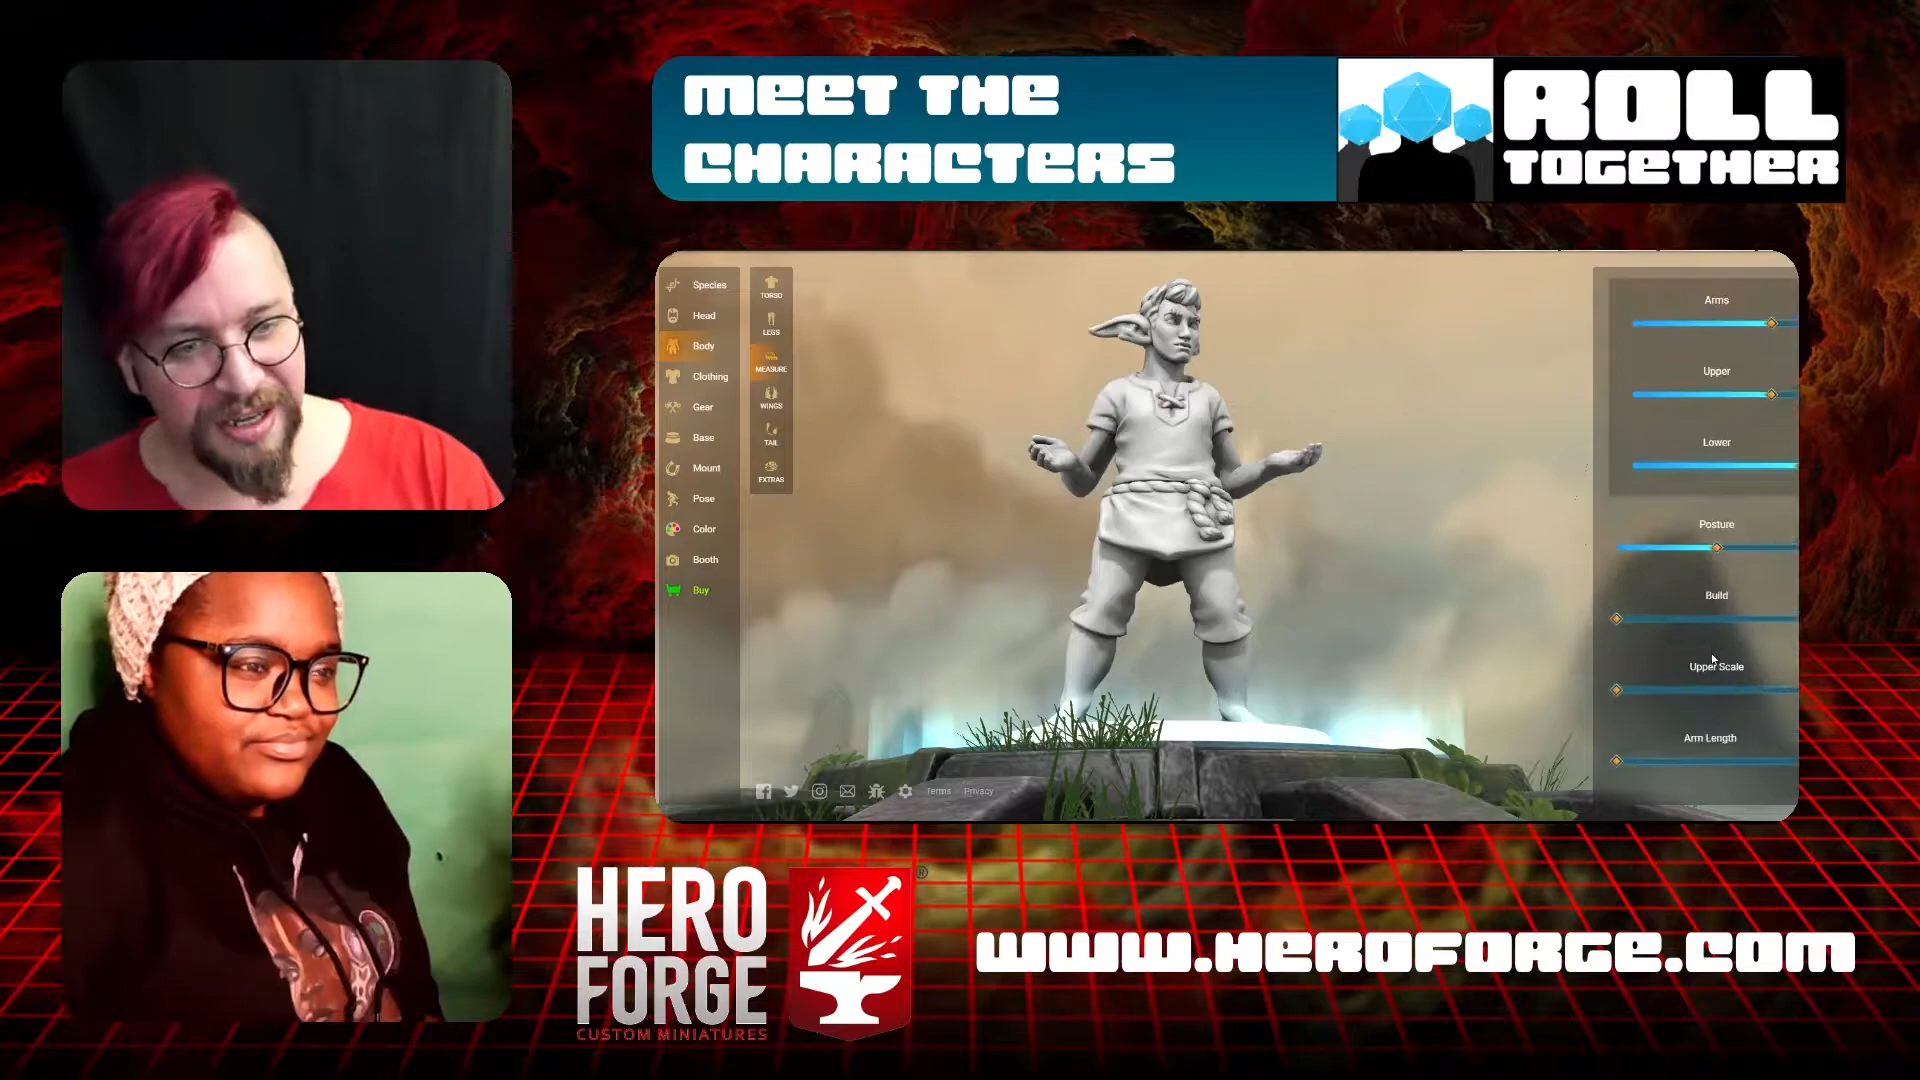 MEET THE
CHARACTERS
ROLL
TOGETHER
Species
Head
Body
Clothing
Gear
Base
Mount
Pose
Color
Booth
Buy
TORSO
LEGS
MEASURE
WINGS
TAIL
EXTRAS
Arms
Upper
Lower
Posture
Build
Upper Scale
Arm Length
Terms Privacy
HERO
FORGE
CUSTOM MINIATURES
®
www.HEROFORGE.COM